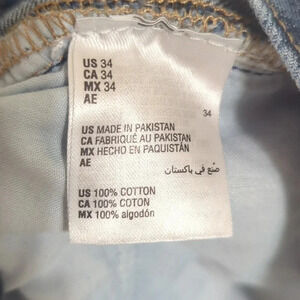 US 34
CA 34
MX 34
AE
34
US MADE IN PAKISTAN
CA FABRIQUÉ AU PAKISTAN
MX HECHO EN PAQUISTÁN
AE
صنع في باكستان
US 100% COTTON
CA 100% COTON
MX 100% algodón